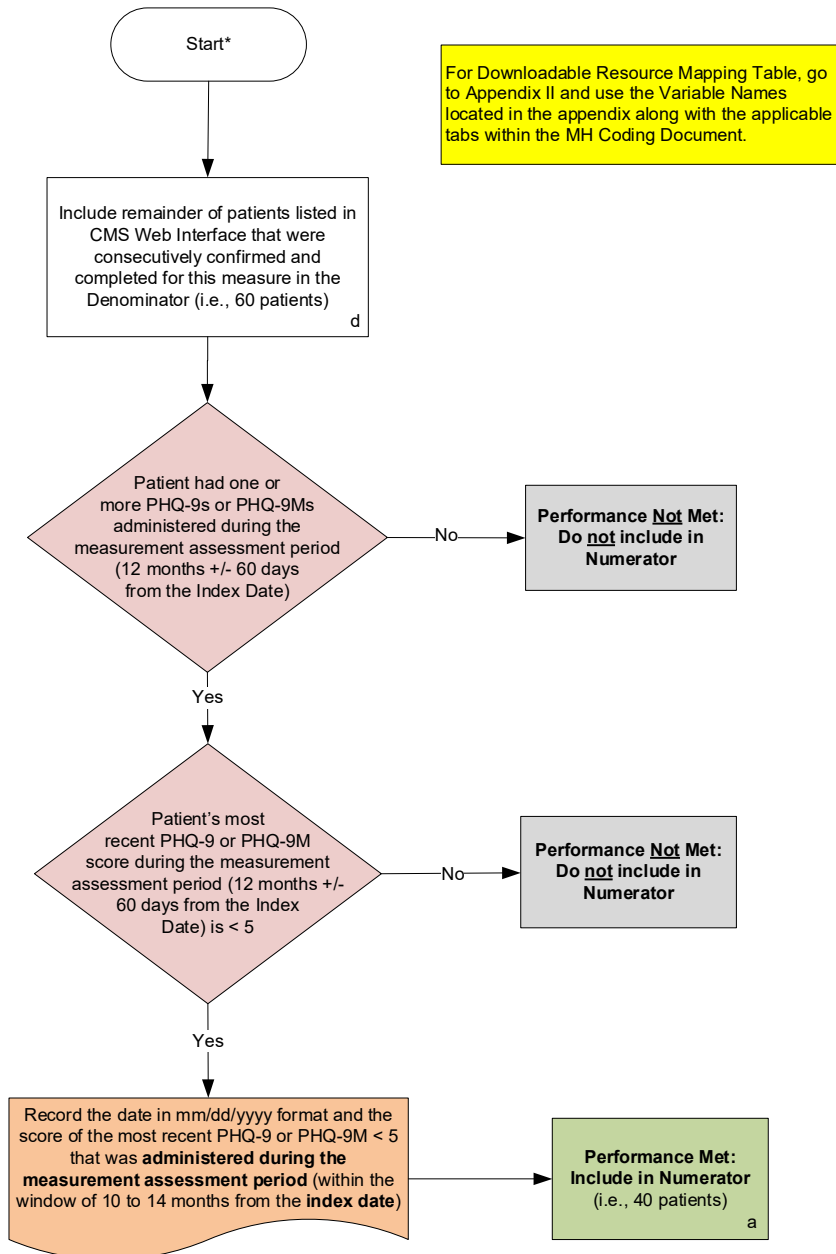 Start*
For Downloadable Resource Mapping Table, go
to Appendix II and use the Variable Names
located in the appendix along with the applicable
tabs within the MH Coding Document.
Include remainder of patients listed in
CMS Web Interface that were
consecutively confirmed and
completed for this measure in the
Denominator (i.e., 60 patients)
d
Patient had one or
more PHQ-9s or PHQ-9Ms
administered during the
measurement assessment period
(12 months +/- 60 days
from the Index Date)
No
Performance Not Met:
Do not include in
Numerator
Yes
Patient’s most
recent PHQ-9 or PHQ-9M
score during the measurement
assessment period (12 months +/-
60 days from the Index
Date) is < 5
No
Performance Not Met:
Do not include in
Numerator
Yes
Record the date in mm/dd/yyyy format and the
score of the most recent PHQ-9 or PHQ-9M < 5
that was administered during the
measurement assessment period (within the
window of 10 to 14 months from the index date)
Performance Met:
Include in Numerator
(i.e., 40 patients)
a